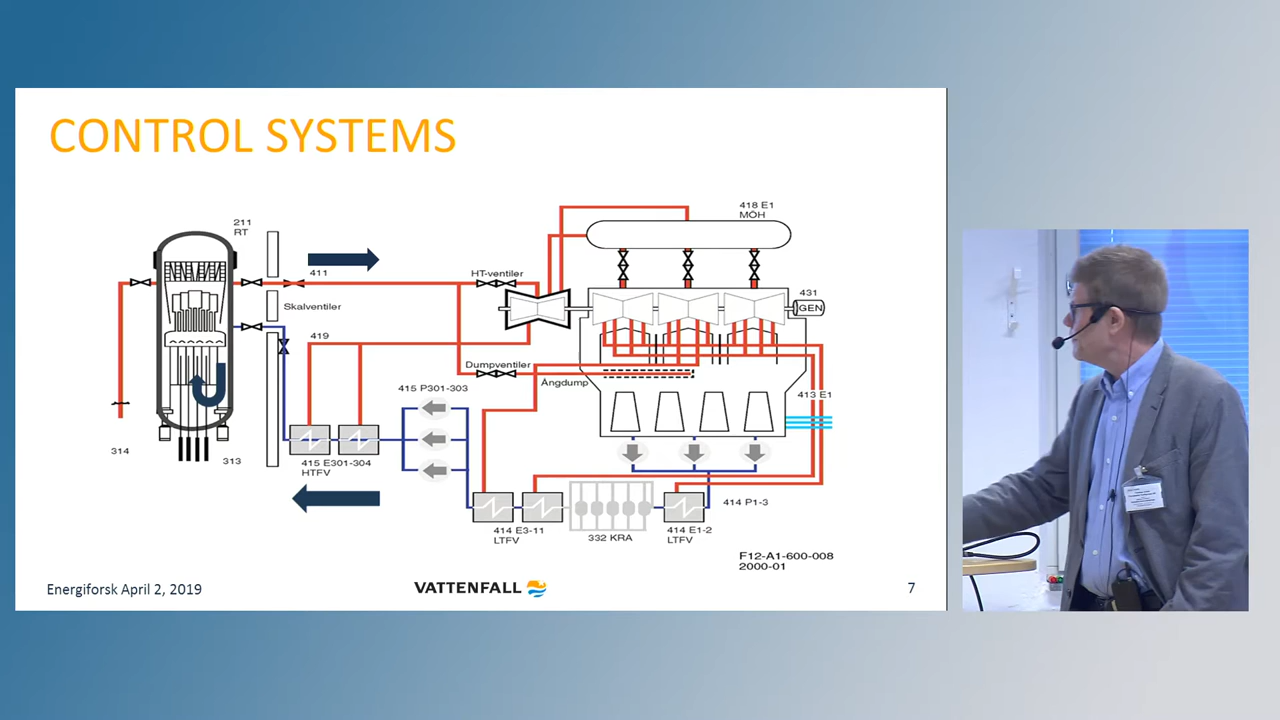 CONTROL SYSTEMS
211
RT
418 E1
MÖH
411
HT-ventiler
Skalventiler
431
GEN
419
Dumpventiler
Ångdump
415 P301-303
413 E1
314
313
415 E301-304
HTFV
414 E3-11
LTFV
332 KRA
414 E1-2
LTFV
414 P1-3
F12-A1-600-008
2000-01
Energiforsk April 2, 2019
VATTENFALL
7